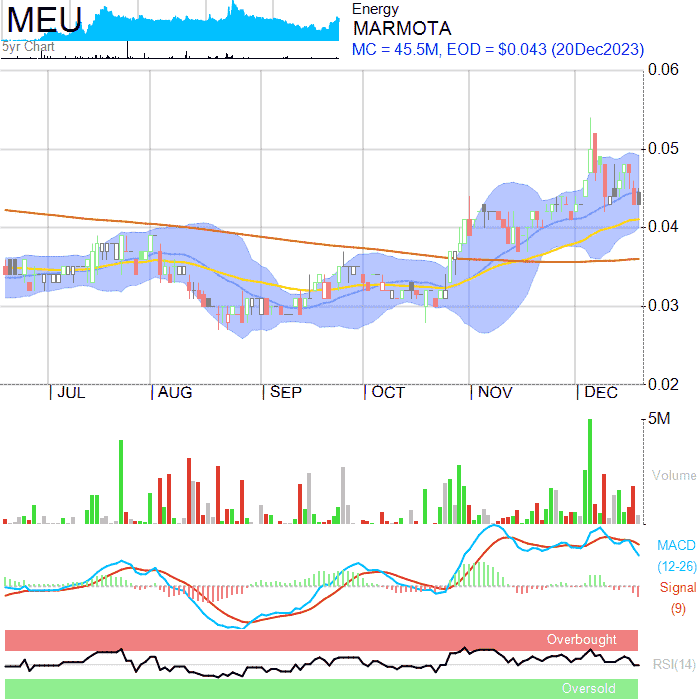 MEU
5yr Chart
Energy
MARMOTA
MC = 45.5M, EOD = $0.043 (20Dec2023)
0.06
0.05
0.04
0.03
0.02
JUL AUG SEP OCT NOV DEC
5M
Volume
MACD
(12-26)
Signal
(9)
Overbought
RSI(14)
Oversold